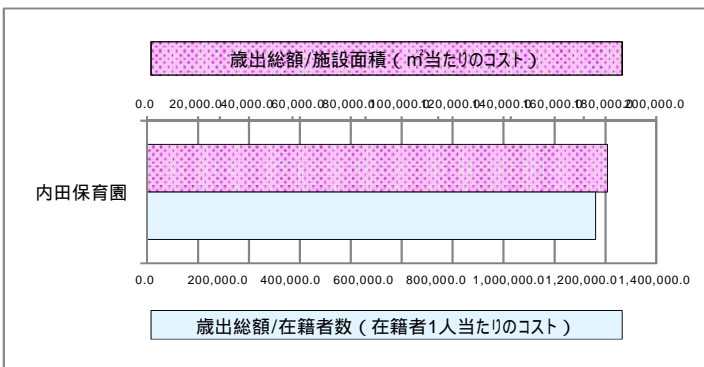 歳出総額/施設面積(㎡当たりのコスト)
0.0 20,000.0 40,000.0 60,000.0 80,000.0 100,000.0 120,000.0 140,000.0 160,000.0 180,000.0 200,000.0
内田保育園
0.0 200,000.0 400,000.0 600,000.0 800,000.0 1,000,000.0 1,200,000.0 1,400,000.0
歳出総額/在籍者数(在籍者1人当たりのコスト)